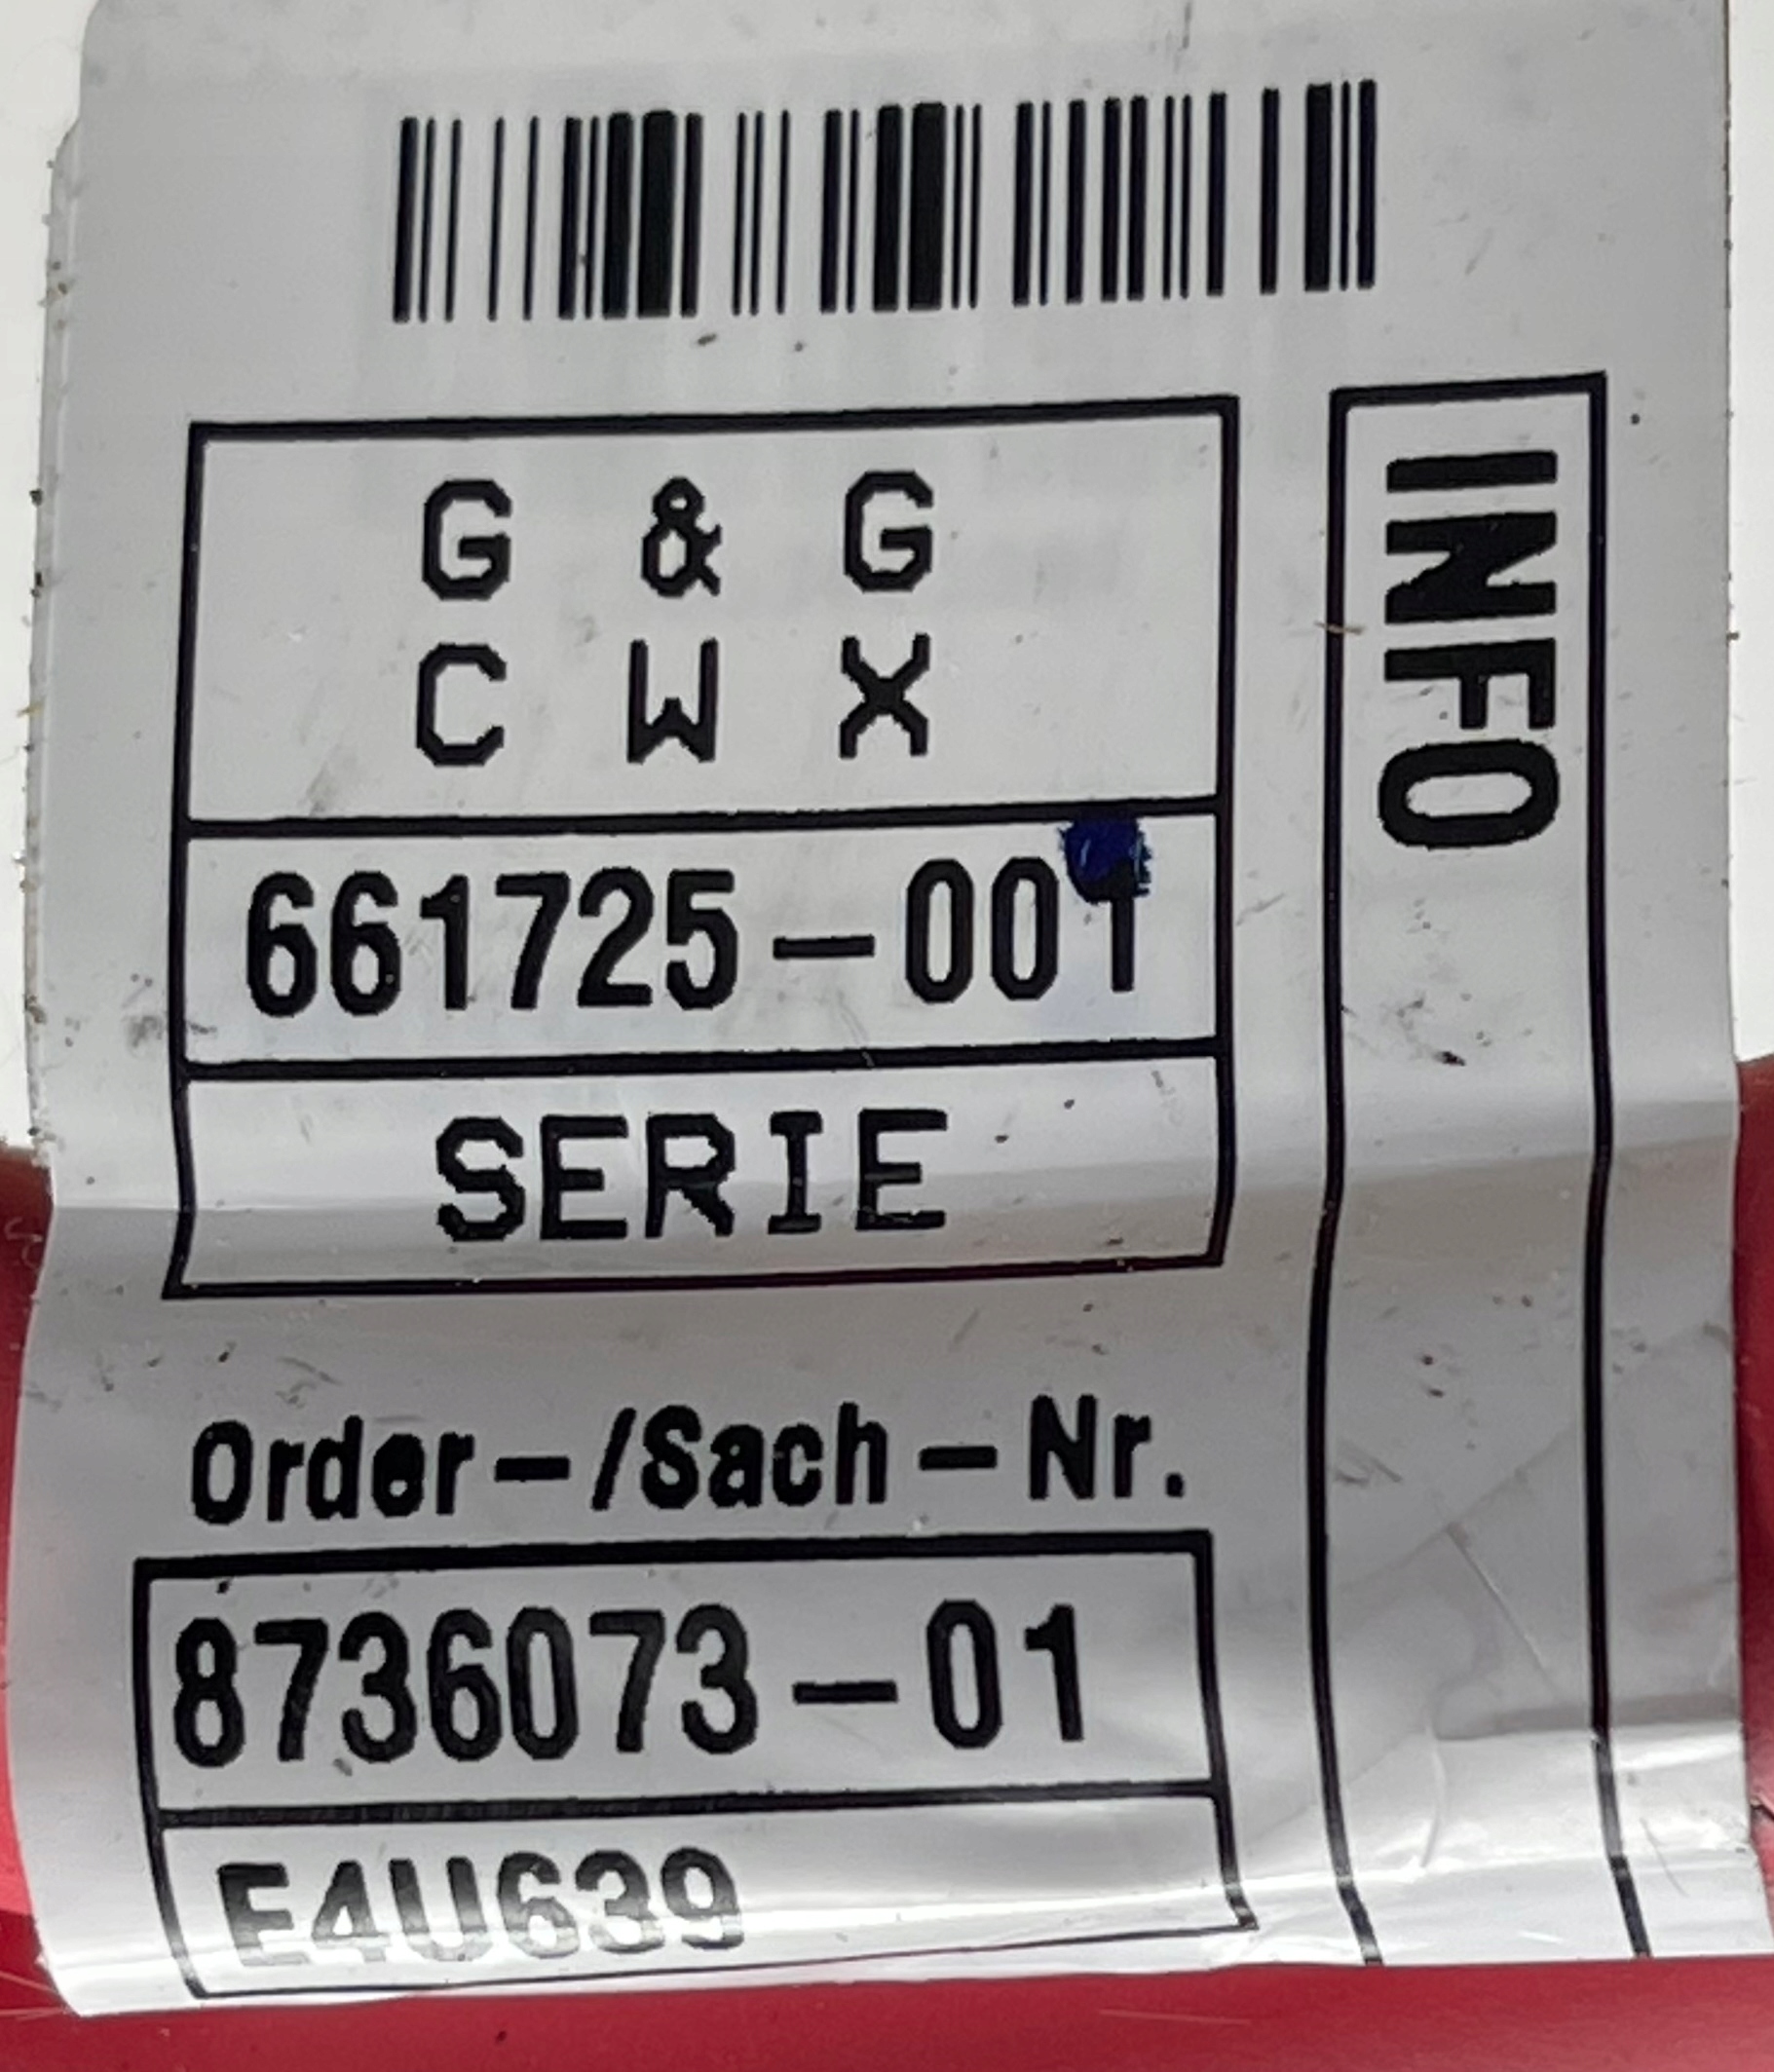 G & G
C W X
661725-001
SERIE
Order-/Sach-Nr.
8736073-01
E4U639
INFO